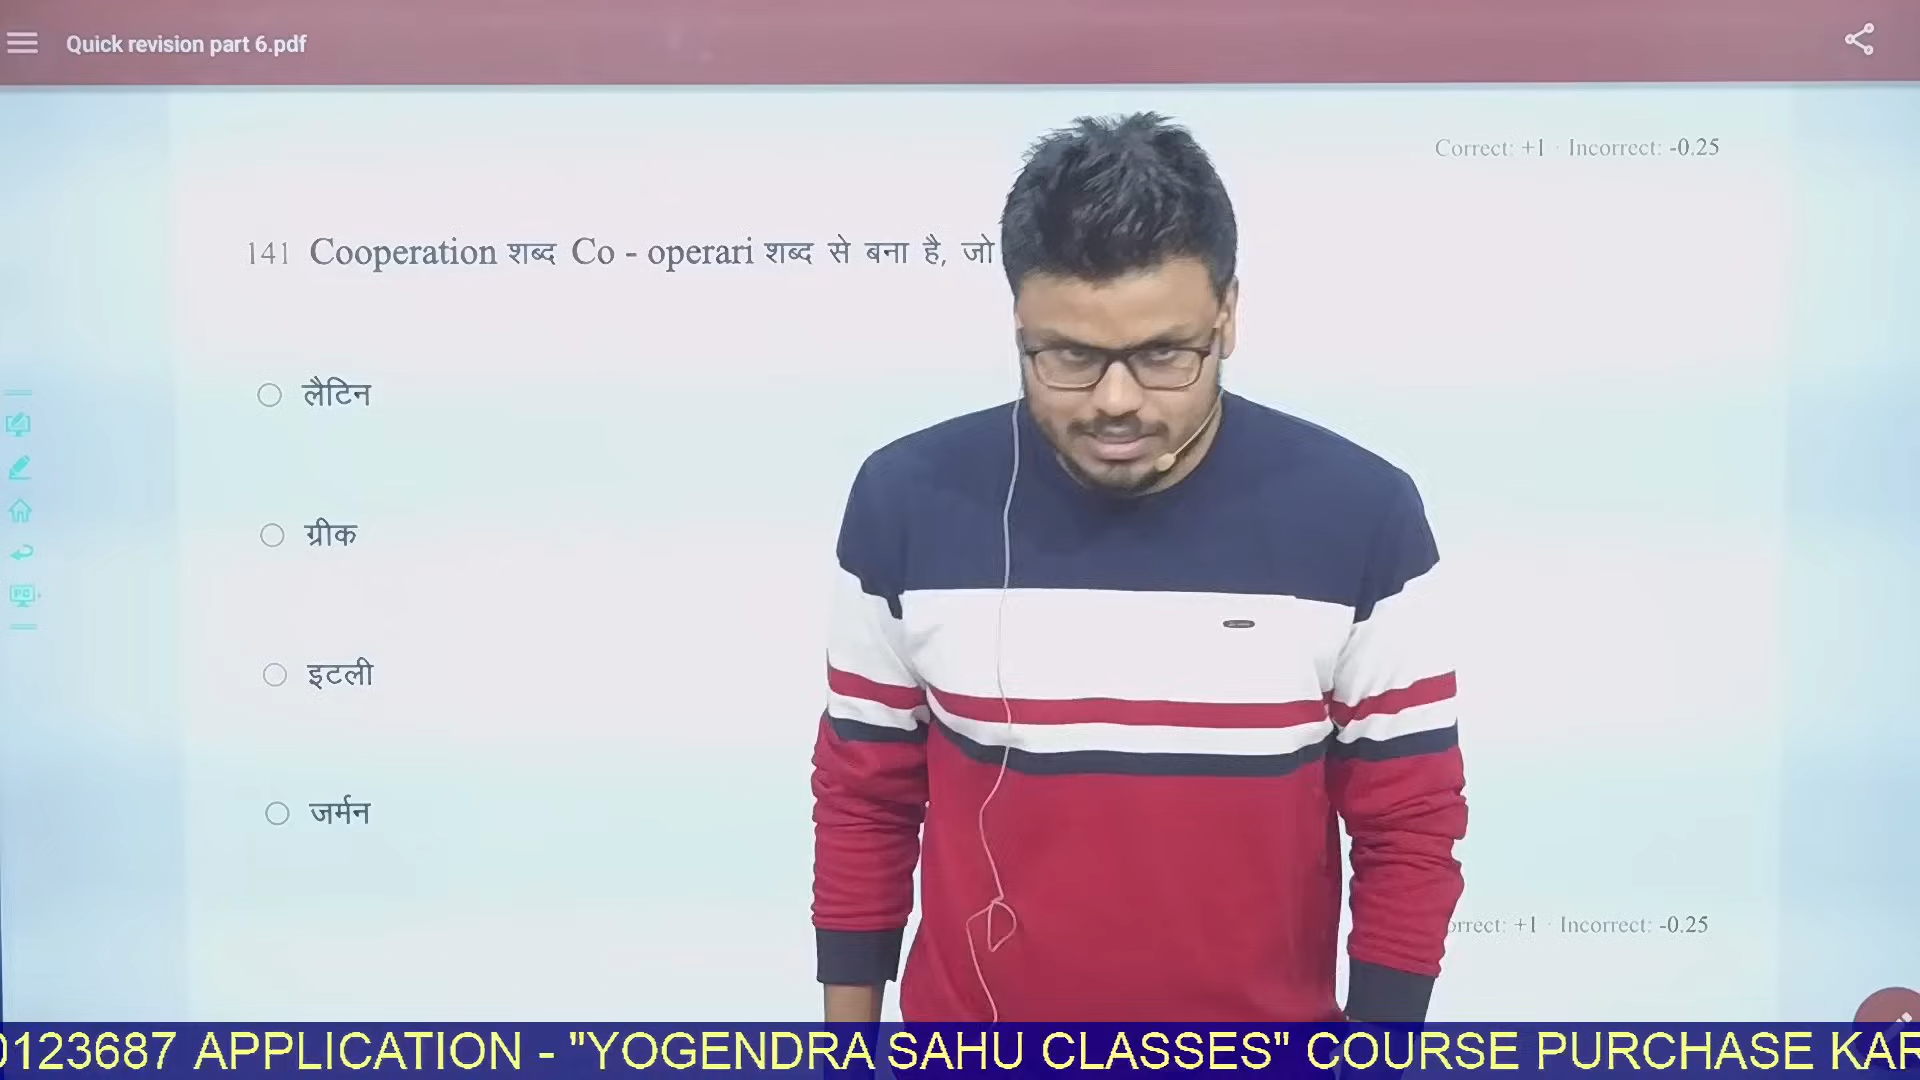 Quick revision part 6.pdf
Correct: +1 · Incorrect: -0.25
141 Cooperation शब्द Co - operari शब्द से बना है, जो
लैटिन
ग्रीक
इटली
जर्मन
orrect: +1 · Incorrect: -0.25
0123687 APPLICATION - "YOGENDRA SAHU CLASSES" COURSE PURCHASE KAR